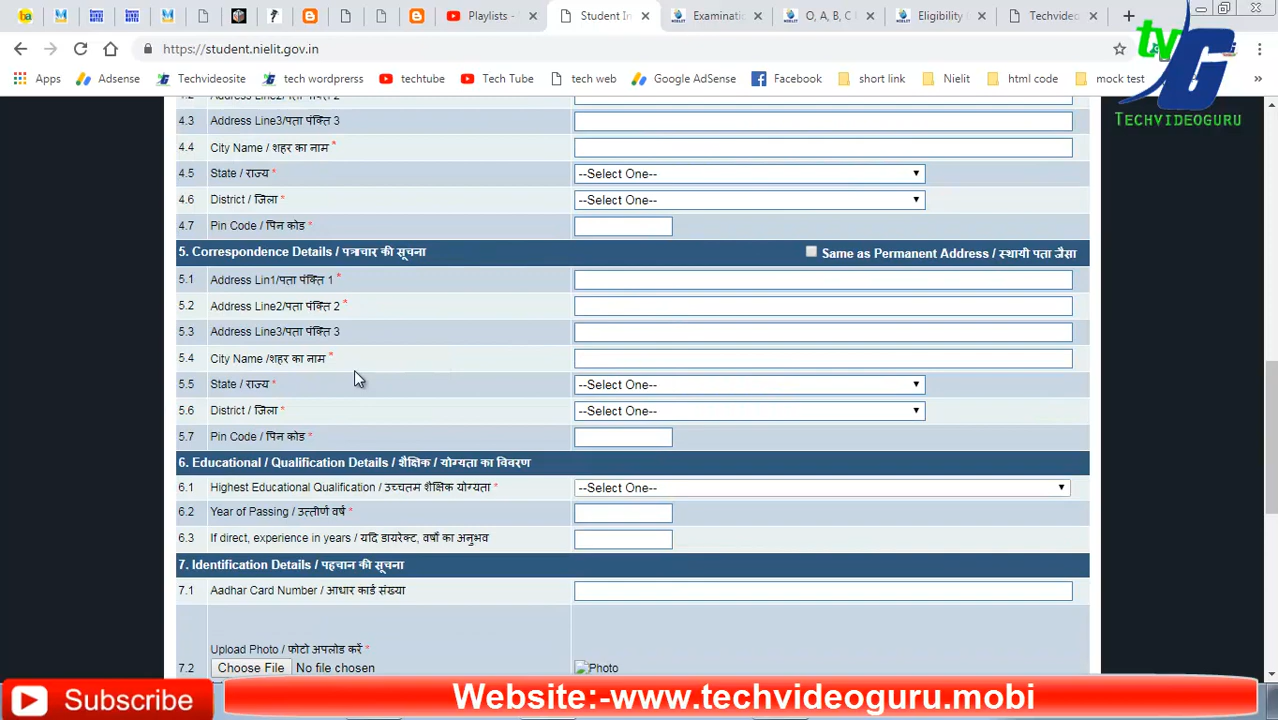 Playlists -
Student In
Examinatio
O, A, B, C
Eligibility
Techvideo
https://student.nielit.gov.in
Apps Adsense Techvideosite tech wordprerss techtube Tech Tube tech web Google AdSense Facebook short link Nielit html code mock test
TECHVIDEOGURU
4.3 Address Line3/पता पंक्ति 3
4.4 City Name / शहर का नाम *
4.5 State / राज्य * --Select One--
4.6 District / जिला * --Select One--
4.7 Pin Code / पिन कोड *
5. Correspondence Details / पत्राचार की सूचना Same as Permanent Address / स्थायी पता जैसा
5.1 Address Lin1/पता पंक्ति 1 *
5.2 Address Line2/पता पंक्ति 2 *
5.3 Address Line3/पता पंक्ति 3
5.4 City Name /शहर का नाम *
5.5 State / राज्य * --Select One--
5.6 District / जिला * --Select One--
5.7 Pin Code / पिन कोड *
6. Educational / Qualification Details / शैक्षिक / योग्यता का विवरण
6.1 Highest Educational Qualification / उच्चतम शैक्षिक योग्यता * --Select One--
6.2 Year of Passing / उत्तीर्ण वर्ष *
6.3 If direct, experience in years / यदि डायरेक्ट, वर्षों का अनुभव
7. Identification Details / पहचान की सूचना
7.1 Aadhar Card Number / आधार कार्ड संख्या
Upload Photo / फोटो अपलोड करें *
7.2 Choose File No file chosen Photo
Subscribe
Website:-www.techvideoguru.mobi